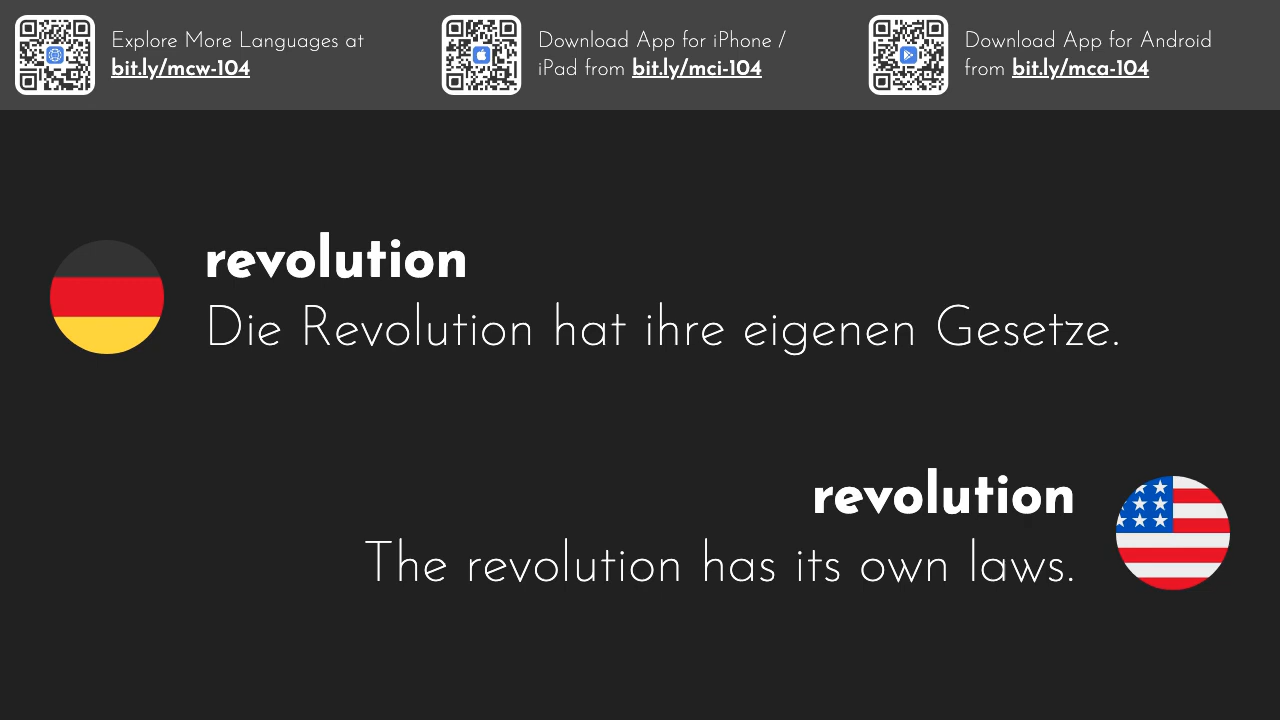 Explore More Languages at
bit.ly/mcw-104
Download App for iPhone /
iPad from bit.ly/mci-104
Download App for Android
from bit.ly/mca-104
revolution
Die Revolution hat ihre eigenen Gesetze.
revolution
The revolution has its own laws.